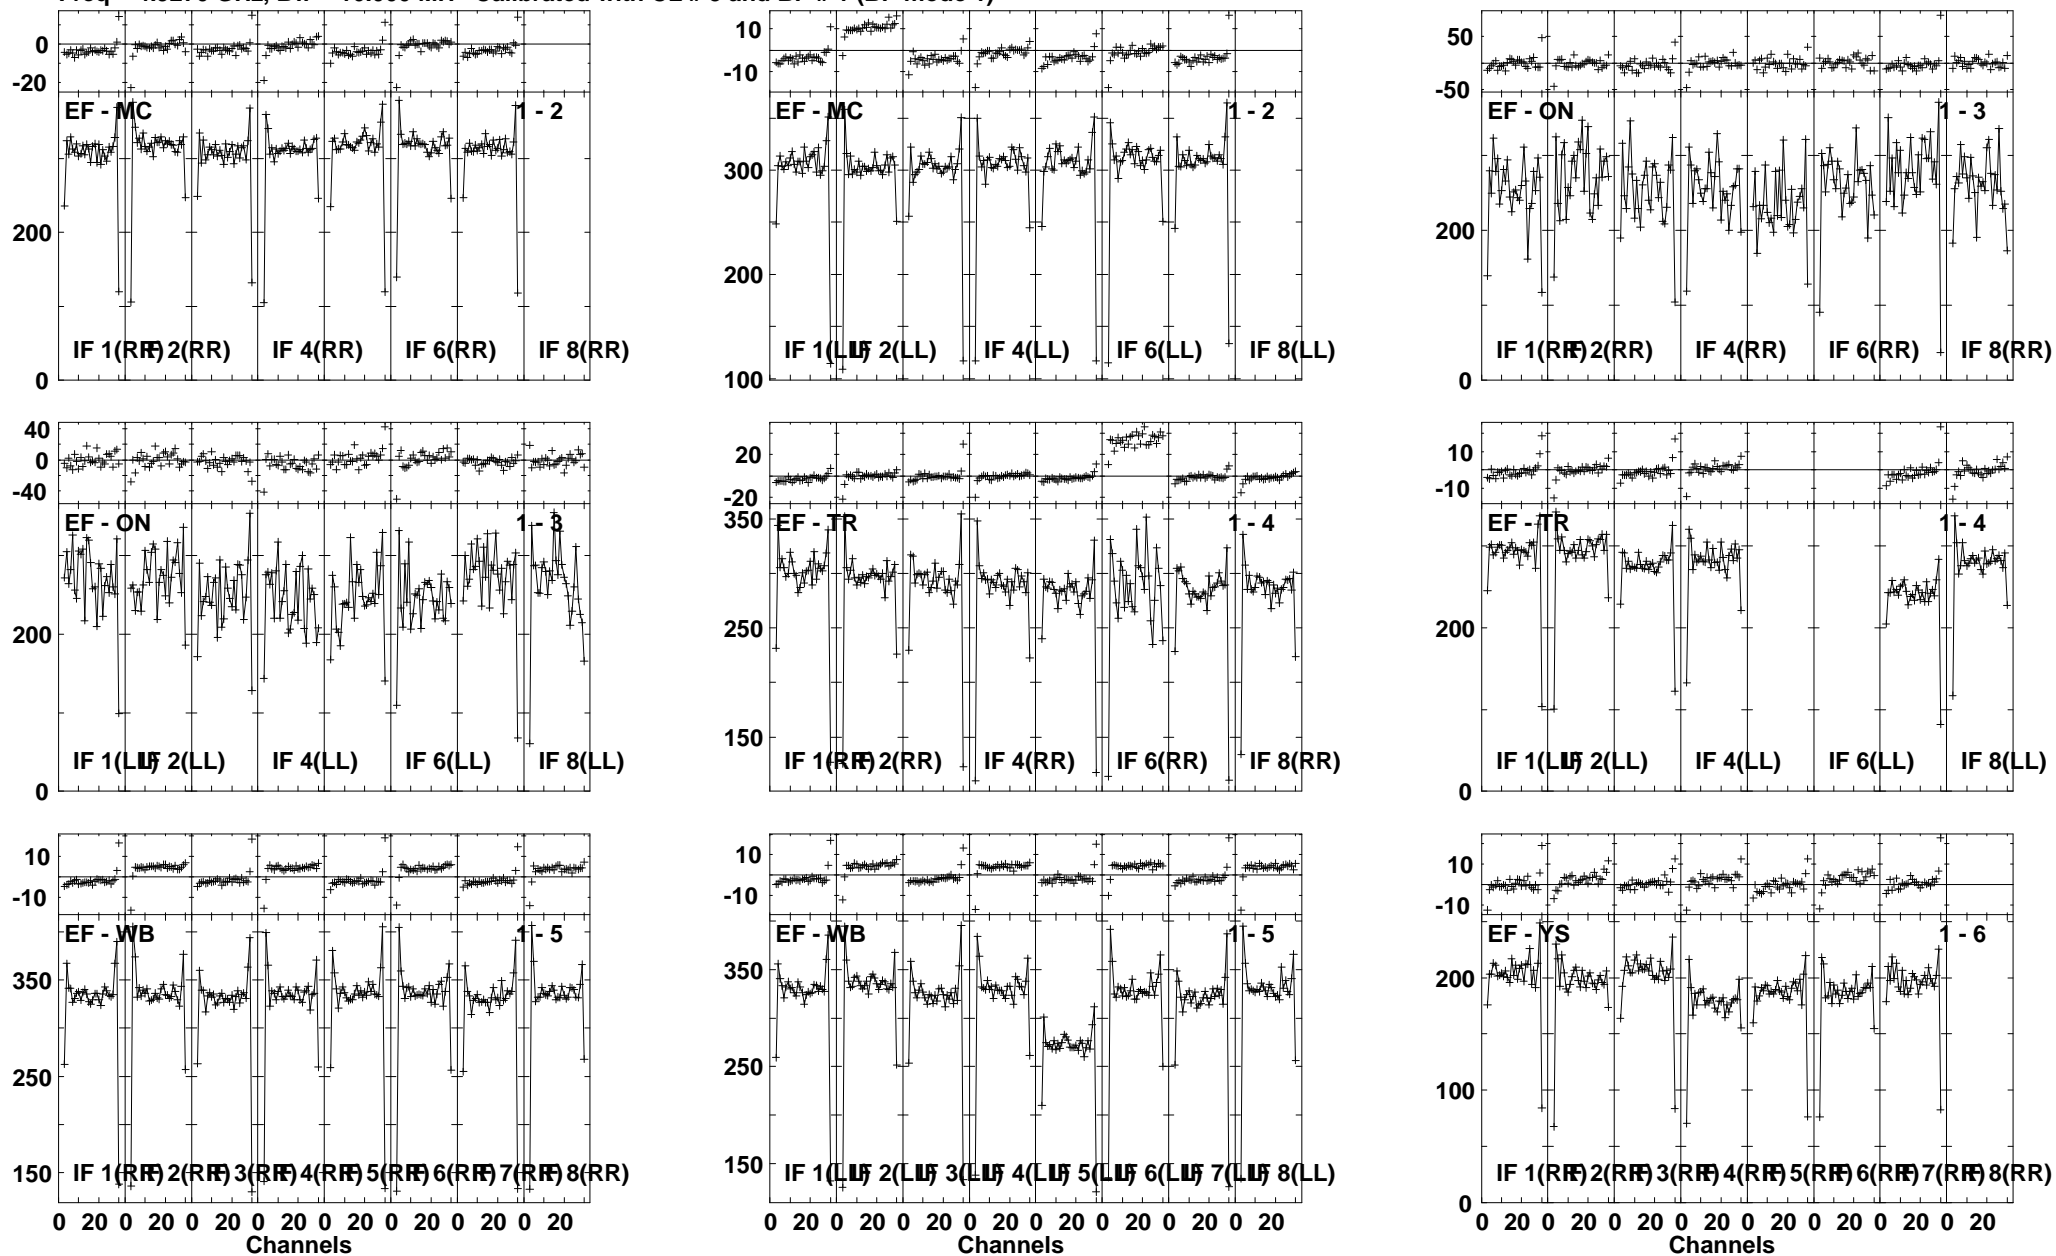 0
-20
EF - MC
1 - 2
200
0
IF 1(RR)
IF 2(RR)
IF 4(RR)
IF 6(RR)
IF 8(RR)
10
-10
EF - MC
1 - 2
300
200
100
IF 1(LL)
IF 2(LL)
IF 4(LL)
IF 6(LL)
IF 8(LL)
50
-50
EF - ON
1 - 3
200
0
IF 1(RR)
IF 2(RR)
IF 4(RR)
IF 6(RR)
IF 8(RR)
40
0
-40
EF - ON
1 - 3
200
0
IF 1(LL)
IF 2(LL)
IF 4(LL)
IF 6(LL)
IF 8(LL)
20
-20
EF - TR
1 - 4
350
250
150
IF 1(RR)
IF 2(RR)
IF 4(RR)
IF 6(RR)
IF 8(RR)
10
-10
EF - TR
1 - 4
200
0
IF 1(LL)
IF 2(LL)
IF 4(LL)
IF 6(LL)
IF 8(LL)
10
-10
EF - WB
1 - 5
350
250
150
IF 1(RR)
IF 2(RR)
IF 3(RR)
IF 4(RR)
IF 5(RR)
IF 6(RR)
IF 7(RR)
IF 8(RR)
0 20 0 20 0 20 0 20 0 20 0 20 0 20 0 20
Channels
10
-10
EF - WB
1 - 5
350
250
150
IF 1(LL)
IF 2(LL)
IF 3(LL)
IF 4(LL)
IF 5(LL)
IF 6(LL)
IF 7(LL)
IF 8(LL)
0 20 0 20 0 20 0 20 0 20 0 20 0 20 0 20
Channels
10
-10
EF - YS
1 - 6
200
100
0
IF 1(RR)
IF 2(RR)
IF 3(RR)
IF 4(RR)
IF 5(RR)
IF 6(RR)
IF 7(RR)
IF 8(RR)
0 20 0 20 0 20 0 20 0 20 0 20 0 20 0 20
Channels